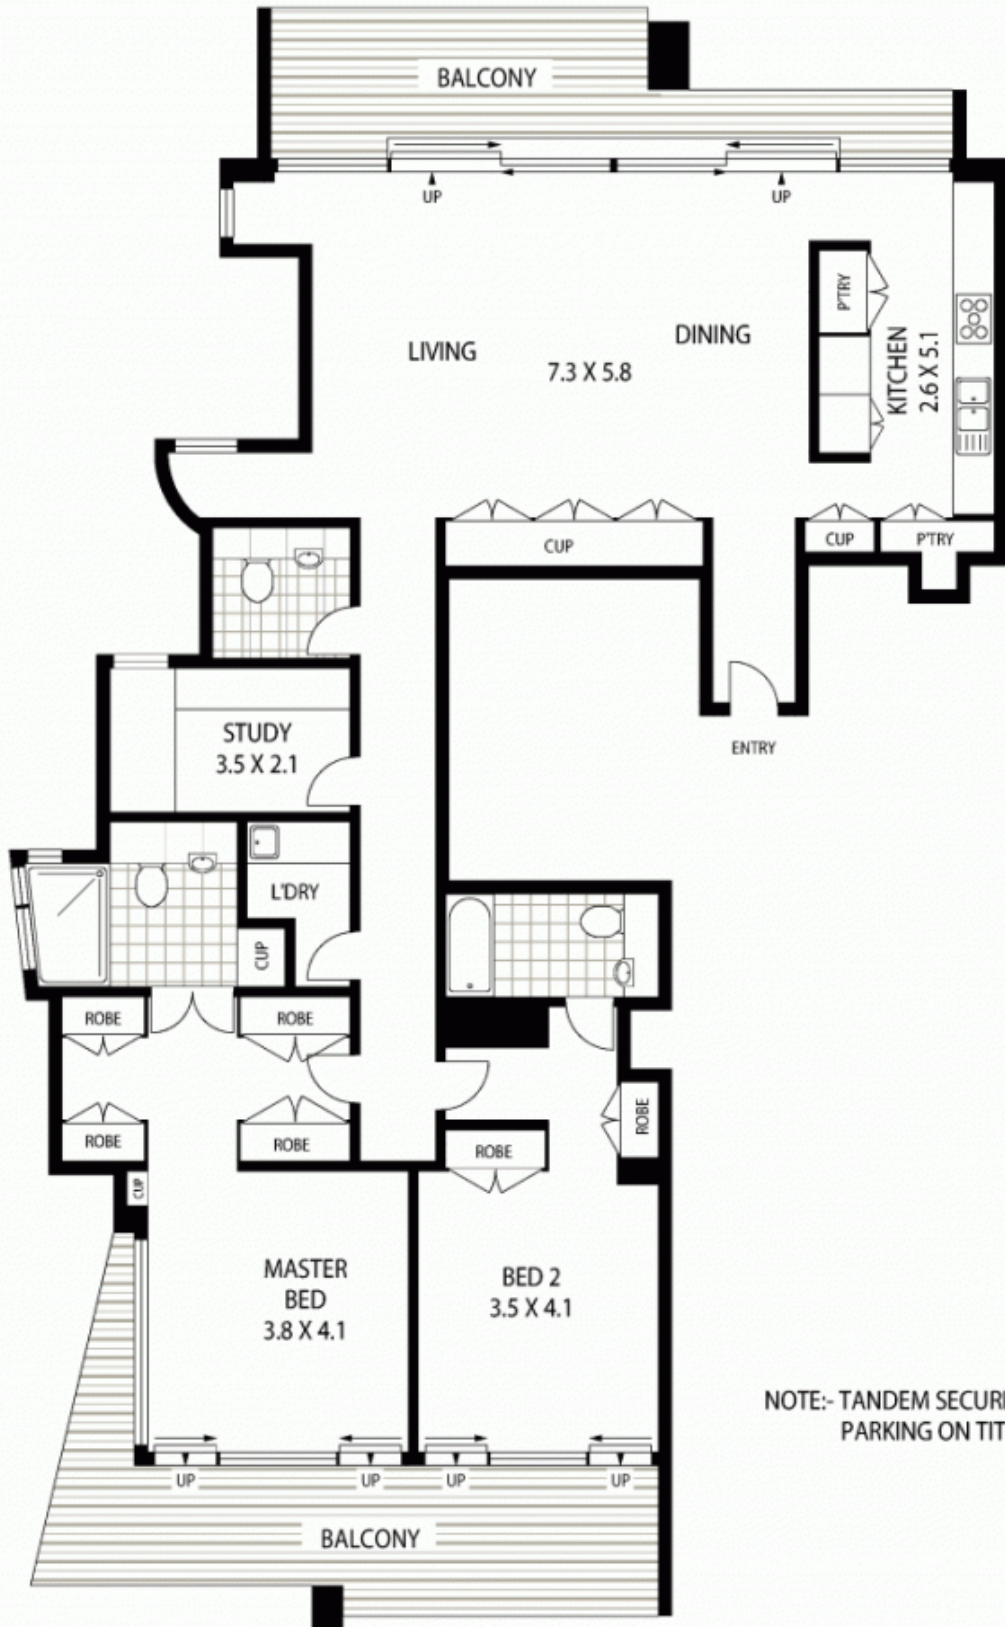 BALCONY
UP
UP
P'TRY
LIVING
DINING
7.3 X 5.8
KITCHEN
2.6 X 5.1
CUP
CUP
P'TRY
STUDY
3.5 X 2.1
ENTRY
L'DRY
CUP
ROBE
ROBE
ROBE
ROBE
ROBE
ROBE
CUP
MASTER
BED
3.8 X 4.1
BED 2
3.5 X 4.1
NOTE:- TANDEM SECURI
PARKING ON TIT
UP
UP
UP
UP
BALCONY